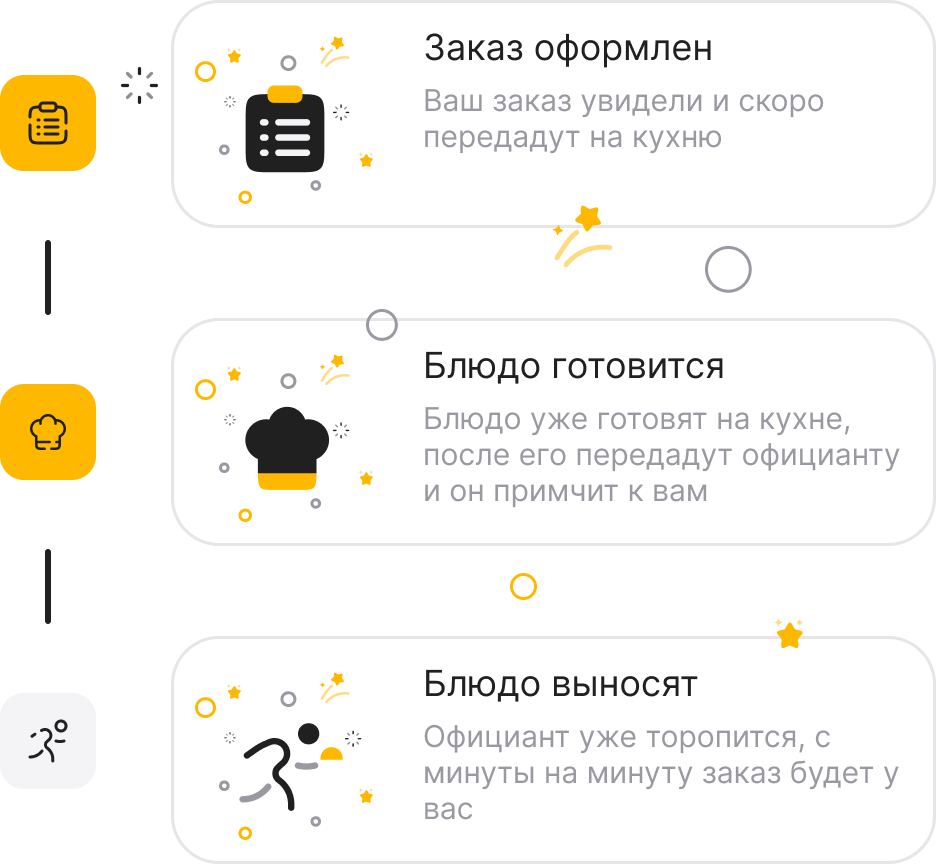 Заказ оформлен
Ваш заказ увидели и скоро
передадут на кухню
Блюдо готовится
Блюдо уже готовят на кухне,
после его передадут официанту
и он примчит к вам
Блюдо выносят
Официант уже торопится, с
минуты на минуту заказ будет у
вас